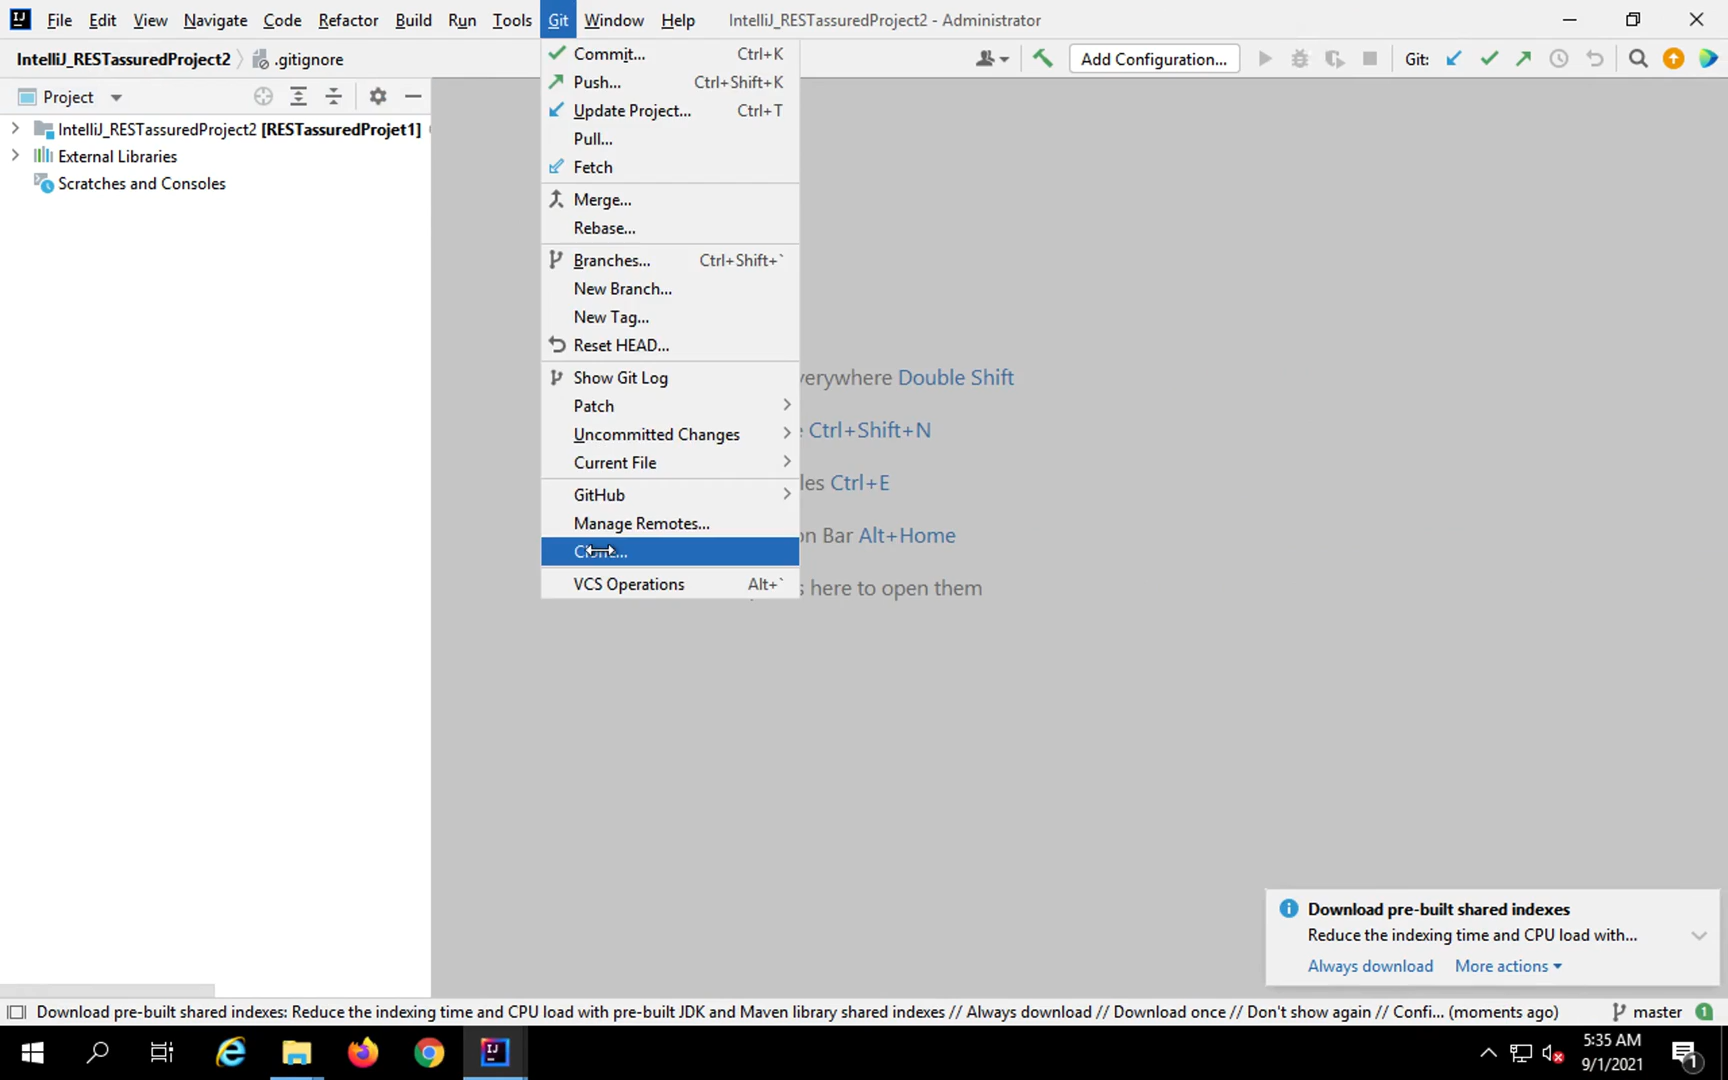 File Edit View Navigate Code Refactor Build Run Tools Git Window Help IntelliJ_RESTassuredProject2 - Administrator
IntelliJ_RESTassuredProject2 .gitignore
Add Configuration... Git:
Project
IntelliJ_RESTassuredProject2 [RESTassuredProjet1]
External Libraries
Scratches and Consoles
Commit... Ctrl+K
Push... Ctrl+Shift+K
Update Project... Ctrl+T
Pull...
Fetch
Merge...
Rebase...
Branches... Ctrl+Shift+`
New Branch...
New Tag...
Reset HEAD...
Show Git Log
Patch
Uncommitted Changes
Current File
GitHub
Manage Remotes...
Clone...
VCS Operations Alt+`
Double Shift
Ctrl+Shift+N
Ctrl+E
Bar Alt+Home
here to open them
Download pre-built shared indexes
Reduce the indexing time and CPU load with...
Always download More actions
Download pre-built shared indexes: Reduce the indexing time and CPU load with pre-built JDK and Maven library shared indexes // Always download // Download once // Don't show again // Confi... (moments ago) master 1
5:35 AM
9/1/2021
1